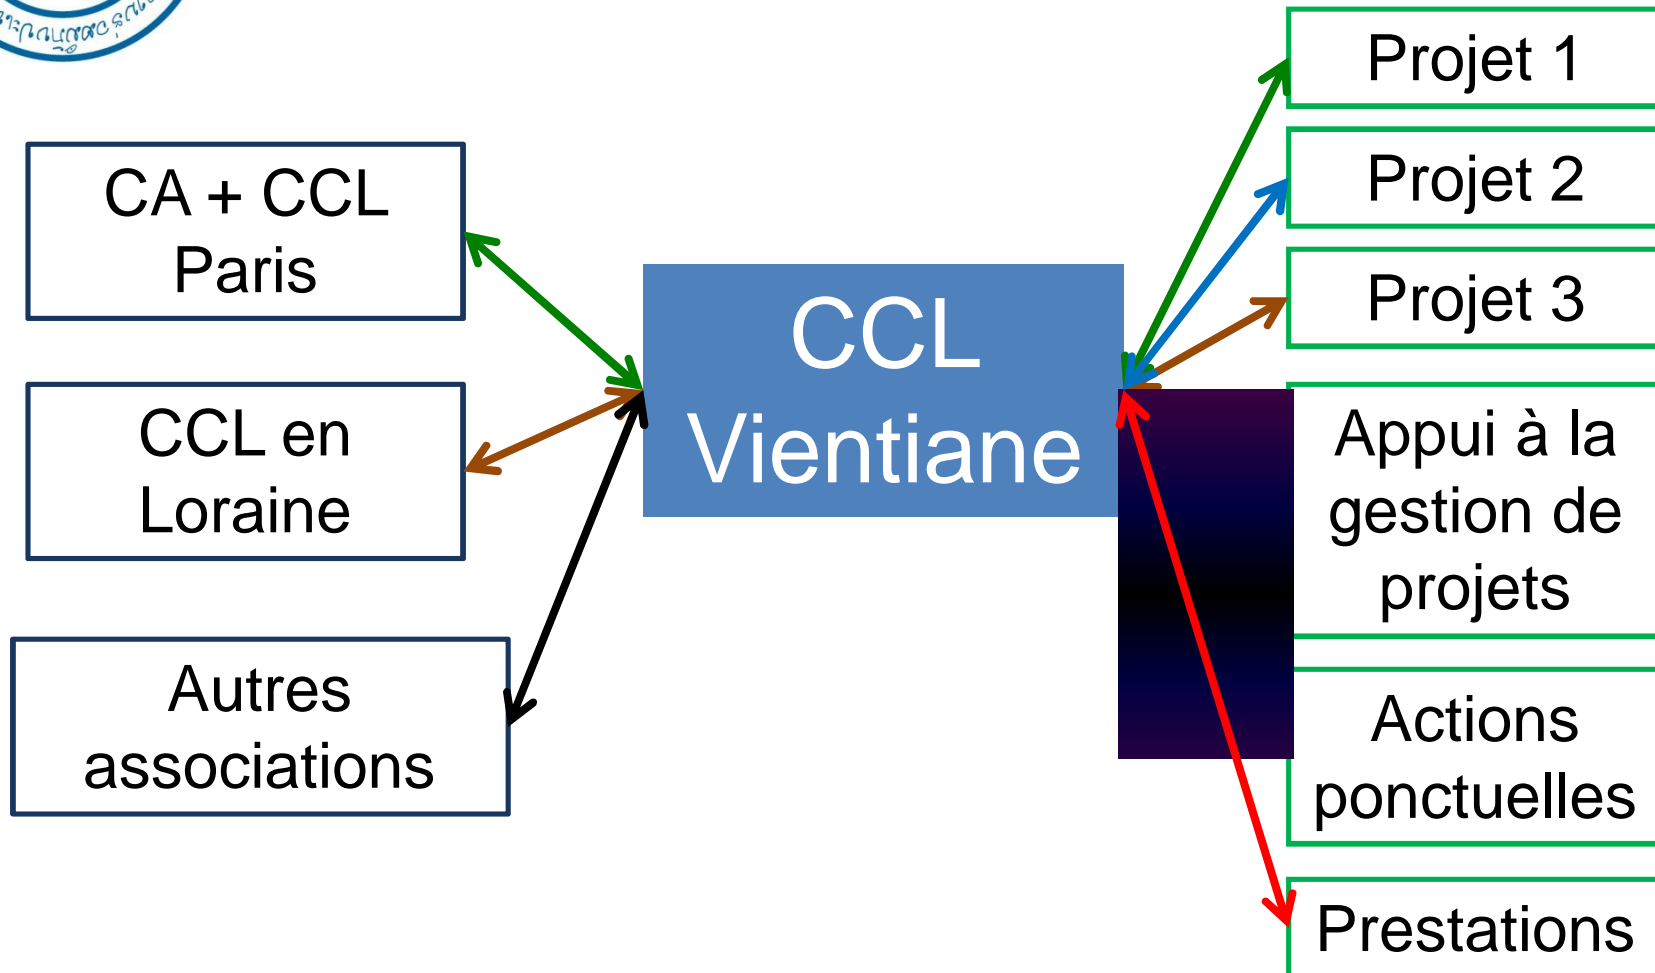 CA + CCL
Paris
CCL en
Loraine
Autres
associations
CCL
Vientiane
Projet 1
Projet 2
Projet 3
Appui à la
gestion de
projets
Actions
ponctuelles
Prestations